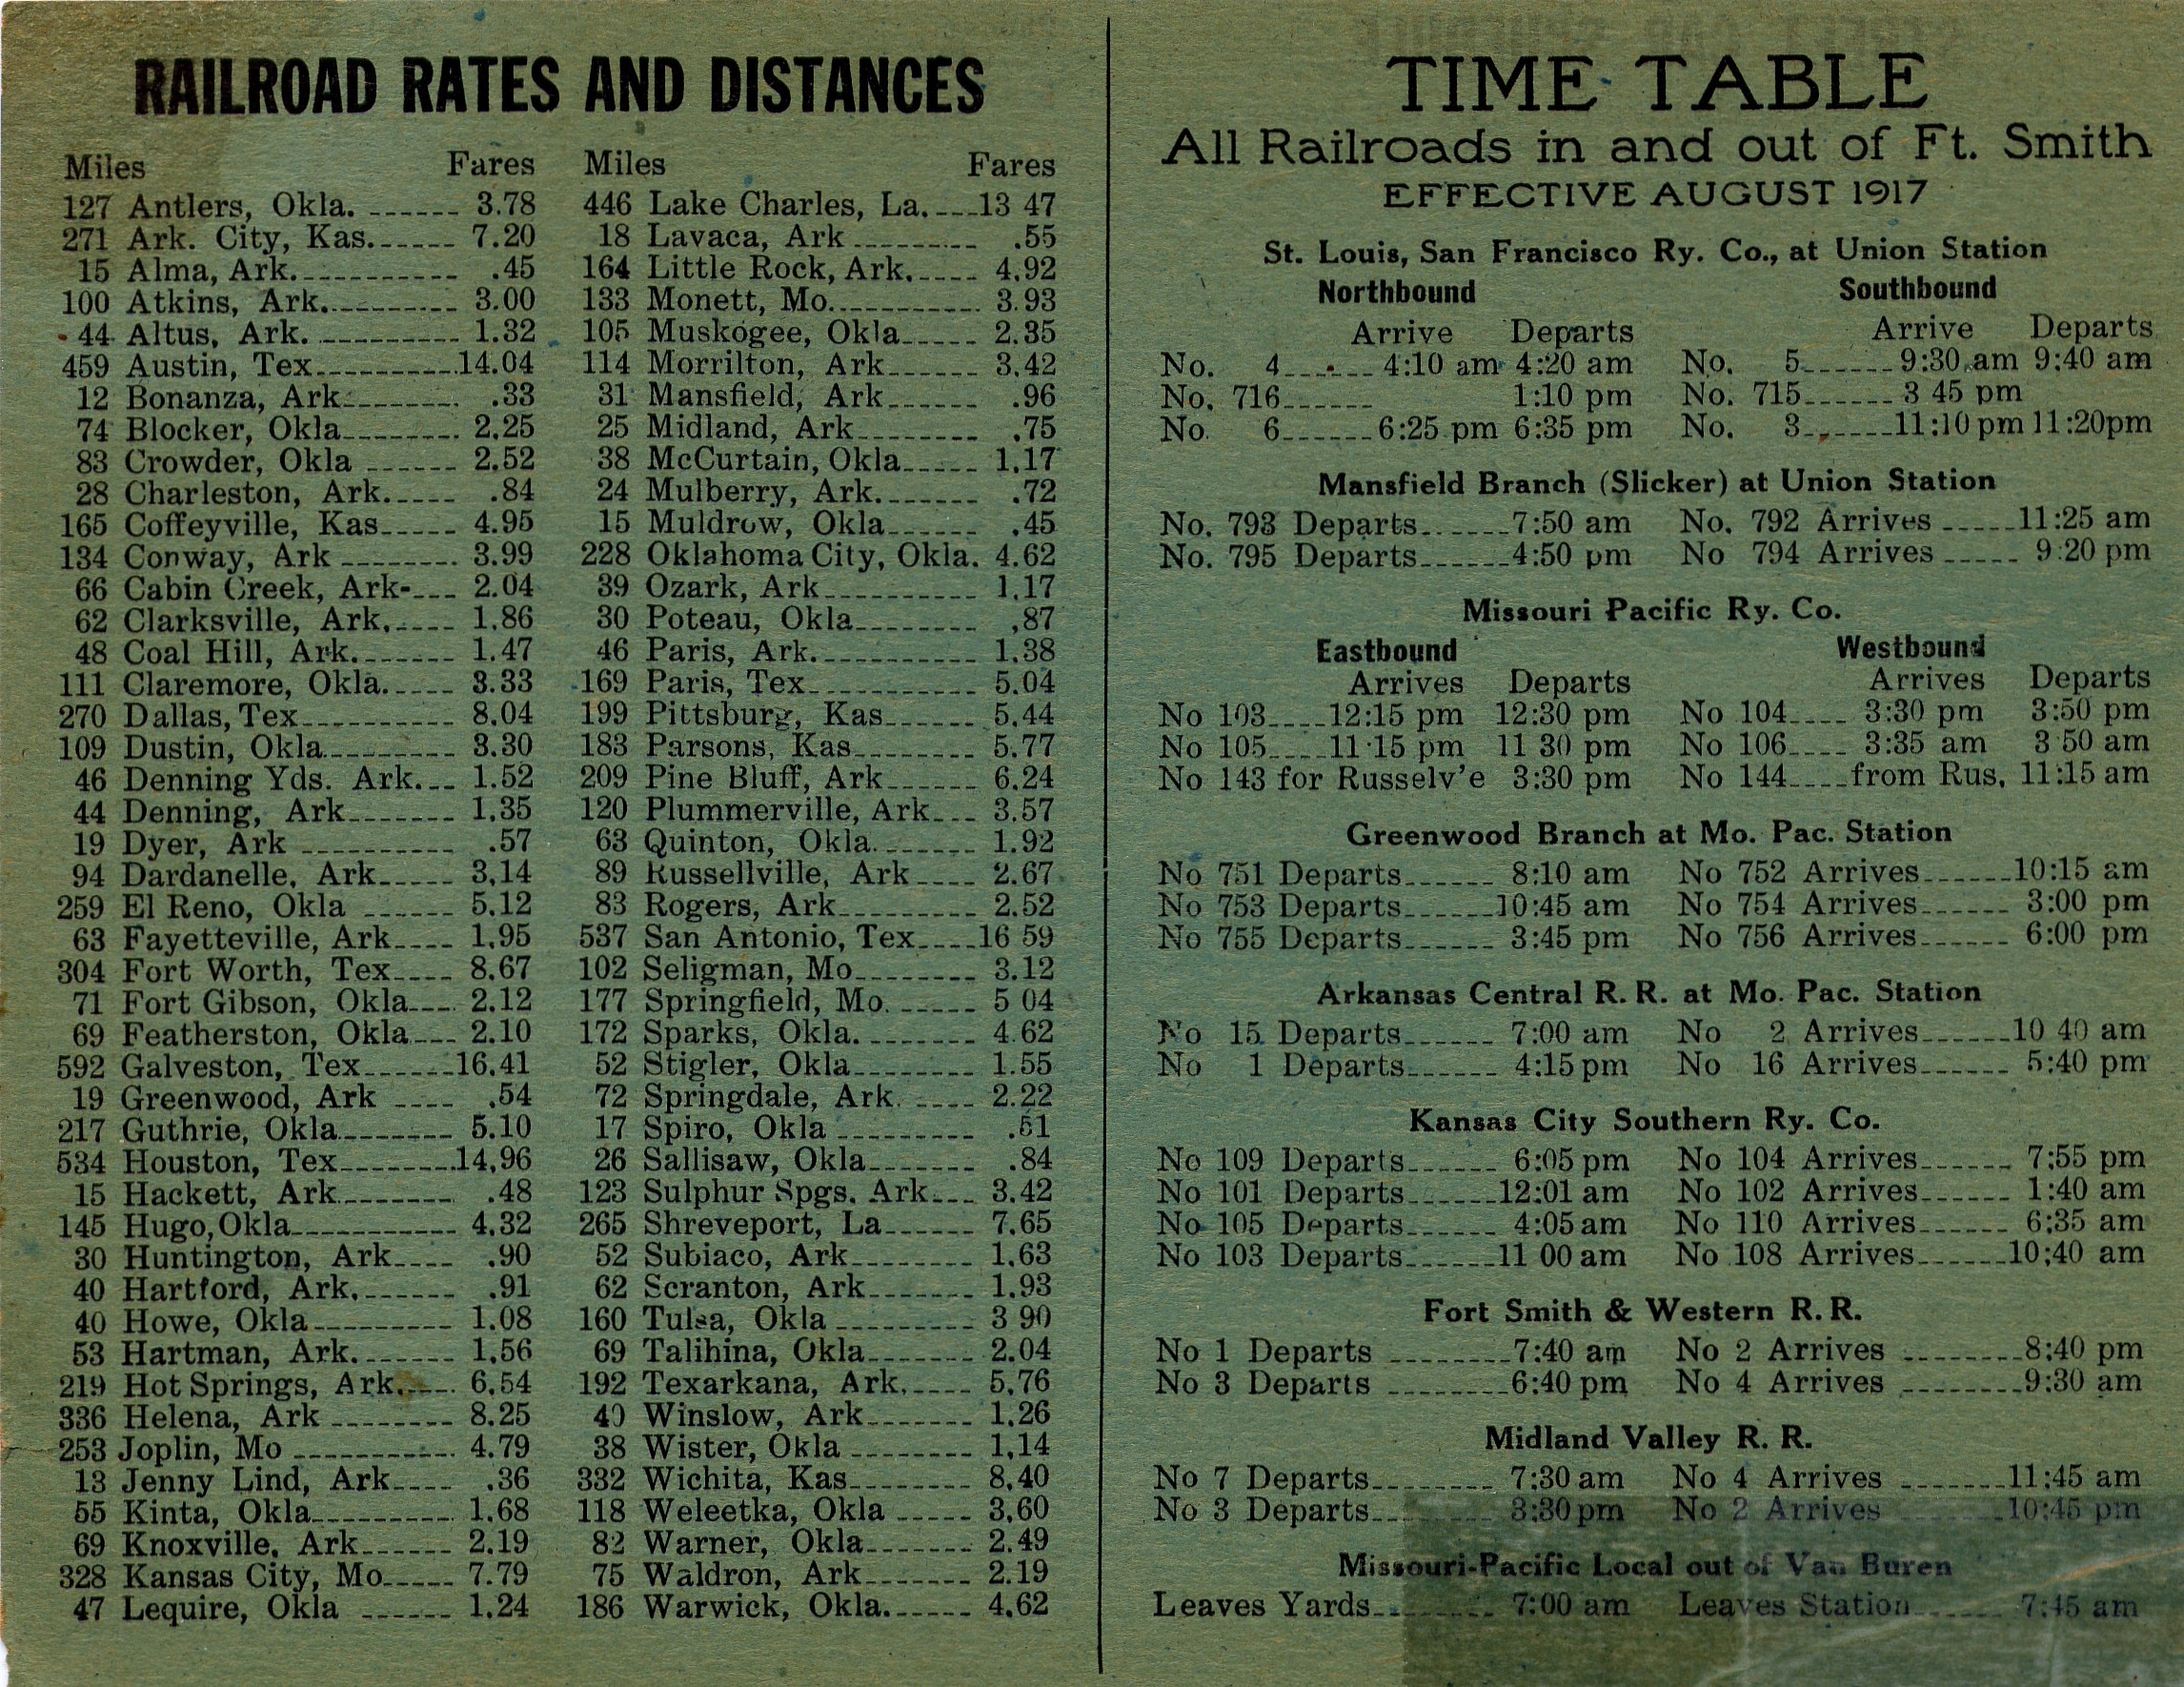 RAILROAD RATES AND DISTANCES
Miles Fares
127 Antlers, Okla. ------ 3.78
271 Ark. City, Kas.------ 7.20
15 Alma, Ark.---------- .45
100 Atkins, Ark.--------- 3.00
44 Altus, Ark. --------- 1.32
459 Austin, Tex.---------14.04
12 Bonanza, Ark--------- .33
74 Blocker, Okla-------- 2.25
83 Crowder, Okla ------ 2.52
28 Charleston, Ark.----- .84
165 Coffeyville, Kas----- 4.95
134 Conway, Ark -------- 3.99
66 Cabin Creek, Ark---- 2.04
62 Clarksville, Ark.---- 1.86
48 Coal Hill, Ark.------- 1.47
111 Claremore, Okla.----- 3.33
270 Dallas, Tex---------- 8.04
109 Dustin, Okla--------- 3.30
46 Denning Yds. Ark.-- 1.52
44 Denning, Ark------- 1.35
19 Dyer, Ark ---------- .57
94 Dardanelle, Ark----- 3,14
259 El Reno, Okla ------ 5.12
63 Fayetteville, Ark---- 1.95
304 Fort Worth, Tex---- 8.67
71 Fort Gibson, Okla---- 2.12
69 Featherston, Okla--- 2.10
592 Galveston, Tex------16.41
19 Greenwood, Ark ---- .54
217 Guthrie, Okla-------- 5.10
534 Houston, Tex--------14,96
15 Hackett, Ark-------- .48
145 Hugo, Okla----------- 4,32
30 Huntington, Ark---- .90
40 Hartford, Ark.------ .91
40 Howe, Okla---------- 1.08
53 Hartman, Ark.------- 1,56
219 Hot Springs, Ark.---- 6,54
336 Helena, Ark -------- 8.25
253 Joplin, Mo ----------- 4.79
13 Jenny Lind, Ark---- .36
55 Kinta, Okla---------- 1.68
69 Knoxville, Ark------ 2.19
328 Kansas City, Mo----- 7.79
47 Lequire, Okla ------ 1.24
Miles Fares
446 Lake Charles, La.---13 47
18 Lavaca, Ark --------- .55
164 Little Rock, Ark.----- 4.92
133 Monett, Mo.---------- 3.93
105 Muskogee, Okla----- 2.35
114 Morrilton, Ark------ 3.42
31 Mansfield, Ark------ .96
25 Midland, Ark-------- .75
38 McCurtain, Okla----- 1.17
24 Mulberry, Ark.------- .72
15 Muldrow, Okla------ .45
228 Oklahoma City, Okla. 4.62
39 Ozark, Ark---------- 1,17
30 Poteau, Okla-------- ,87
46 Paris, Ark.----------- 1.38
169 Paris, Tex----------- 5.04
199 Pittsburg, Kas------ 5.44
183 Parsons, Kas-------- 5.77
209 Pine Bluff, Ark------ 6.24
120 Plummerville, Ark--- 3.57
63 Quinton, Okla.------- 1.92
89 Russellville, Ark---- 2.67
83 Rogers, Ark--------- 2.52
537 San Antonio, Tex----16 59
102 Seligman, Mo-------- 3.12
177 Springfield, Mo. ----- 5 04
172 Sparks, Okla. ------- 4.62
52 Stigler, Okla-------- 1.55
72 Springdale, Ark. ---- 2.22
17 Spiro, Okla --------- .51
26 Sallisaw, Okla------- .84
123 Sulphur Spgs. Ark--- 3.42
265 Shreveport, La------ 7.65
52 Subiaco, Ark-------- 1.63
62 Scranton, Ark------- 1.93
160 Tulsa, Okla --------- 3 90
69 Talihina, Okla------- 2.04
192 Texarkana, Ark.---- 5,76
40 Winslow, Ark------- 1.26
38 Wister, Okla -------- 1,14
332 Wichita, Kas-------- 8,40
118 Weleetka, Okla ----- 3,60
82 Warner, Okla------- 2.49
75 Waldron, Ark------- 2.19
186 Warwick, Okla.----- 4,62
TIME TABLE
All Railroads in and out of Ft. Smith
EFFECTIVE AUGUST 1917
St. Louis, San Francisco Ry. Co., at Union Station
Northbound Southbound
Arrive Departs Arrive Departs
No. 4------ 4:10 am 4:20 am No. 5------ 9:30 am 9:40 am
No. 716------ 1:10 pm No. 715------ 3 45 pm
No. 6------6:25 pm 6:35 pm No. 3------11:10 pm 11:20pm
Mansfield Branch (Slicker) at Union Station
No. 793 Departs------7:50 am No. 792 Arrives -----11:25 am
No. 795 Departs------4:50 pm No 794 Arrives ----- 9:20 pm
Missouri Pacific Ry. Co.
Eastbound Westbound
Arrives Departs Arrives Departs
No 103----12:15 pm 12:30 pm No 104---- 3:30 pm 3:50 pm
No 105----11:15 pm 11 30 pm No 106---- 3:35 am 3 50 am
No 143 for Russelv'e 3:30 pm No 144----from Rus. 11:15 am
Greenwood Branch at Mo. Pac. Station
No 751 Departs------ 8:10 am No 752 Arrives------10:15 am
No 753 Departs------10:45 am No 754 Arrives------ 3:00 pm
No 755 Departs------ 3:45 pm No 756 Arrives------ 6:00 pm
Arkansas Central R. R. at Mo. Pac. Station
No 15 Departs------ 7:00 am No 2 Arrives------10 40 am
No 1 Departs------ 4:15 pm No 16 Arrives------ 5:40 pm
Kansas City Southern Ry. Co.
No 109 Departs------ 6:05 pm No 104 Arrives------ 7:55 pm
No 101 Departs------12:01 am No 102 Arrives------ 1:40 am
No 105 Departs------ 4:05 am No 110 Arrives------ 6:35 am
No 103 Departs------11 00 am No 108 Arrives------10:40 am
Fort Smith & Western R. R.
No 1 Departs --------7:40 am No 2 Arrives --------8:40 pm
No 3 Departs --------6:40 pm No 4 Arrives --------9:30 am
Midland Valley R. R.
No 7 Departs-------- 7:30 am No 4 Arrives -------11:45 am
No 3 Departs-------- 3:30 pm No 2 Arrives -------10:45 pm
Missouri-Pacific Local out of Van Buren
Leaves Yards-------- 7:00 am Leaves Station ------ 7:45 am